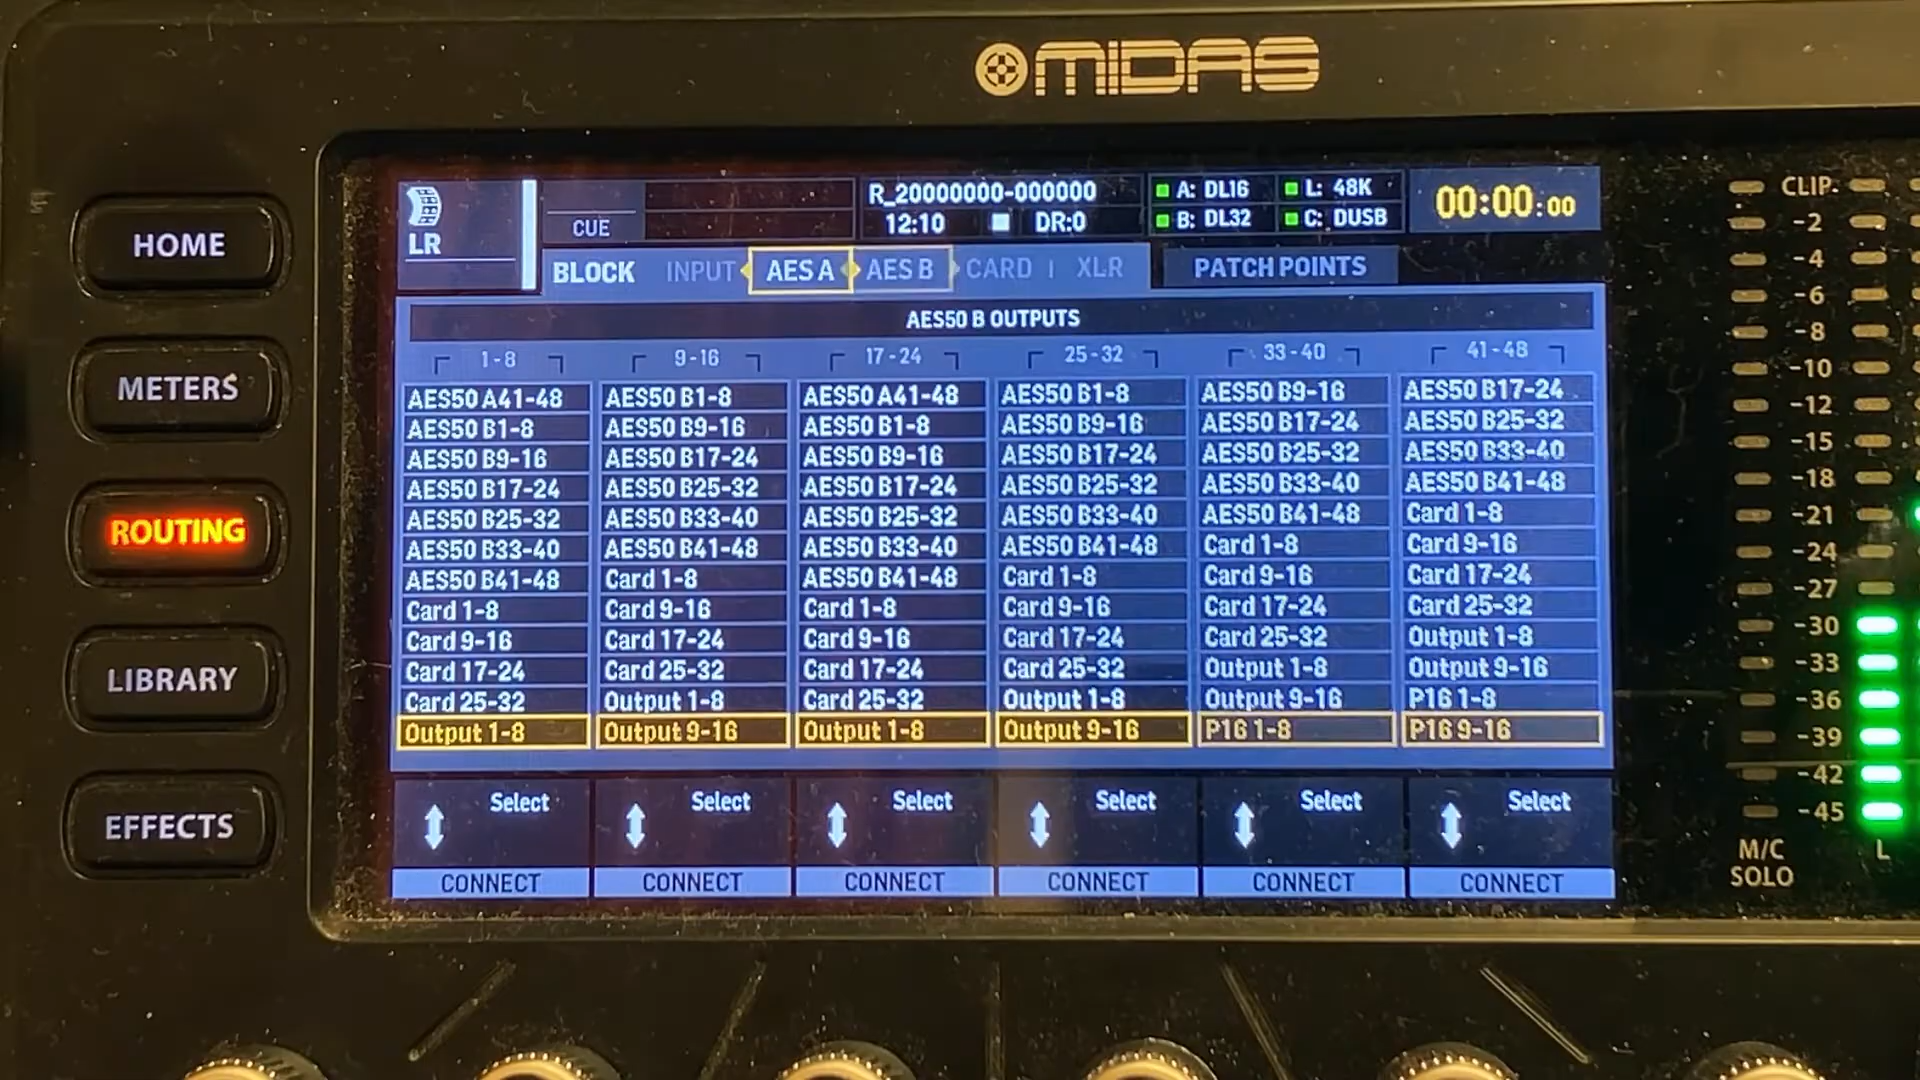 MIDAS
HOME
METERS
ROUTING
LIBRARY
EFFECTS
LR
CUE
R_20000000-000000
12:10 DR:0
A: DL16 L: 48K
B: DL32 C: DUSB
00:00:00
BLOCK INPUT AES A AES B CARD XLR PATCH POINTS
AES50 B OUTPUTS
1-8 9-16 17-24 25-32 33-40 41-48
AES50 A41-48 AES50 B1-8 AES50 A41-48 AES50 B1-8 AES50 B9-16 AES50 B17-24
AES50 B1-8 AES50 B9-16 AES50 B1-8 AES50 B9-16 AES50 B17-24 AES50 B25-32
AES50 B9-16 AES50 B17-24 AES50 B9-16 AES50 B17-24 AES50 B25-32 AES50 B33-40
AES50 B17-24 AES50 B25-32 AES50 B17-24 AES50 B25-32 AES50 B33-40 AES50 B41-48
AES50 B25-32 AES50 B33-40 AES50 B25-32 AES50 B33-40 AES50 B41-48 Card 1-8
AES50 B33-40 AES50 B41-48 AES50 B33-40 AES50 B41-48 Card 1-8 Card 9-16
AES50 B41-48 Card 1-8 AES50 B41-48 Card 1-8 Card 9-16 Card 17-24
Card 1-8 Card 9-16 Card 1-8 Card 9-16 Card 17-24 Card 25-32
Card 9-16 Card 17-24 Card 9-16 Card 17-24 Card 25-32 Output 1-8
Card 17-24 Card 25-32 Card 17-24 Card 25-32 Output 1-8 Output 9-16
Card 25-32 Output 1-8 Card 25-32 Output 1-8 Output 9-16 P16 1-8
Output 1-8 Output 9-16 Output 1-8 Output 9-16 P16 1-8 P16 9-16
Select Select Select Select Select Select
CONNECT CONNECT CONNECT CONNECT CONNECT CONNECT
CLIP
-2
-4
-6
-8
-10
-12
-15
-18
-21
-24
-27
-30
-33
-36
-39
-42
-45
M/C L
SOLO